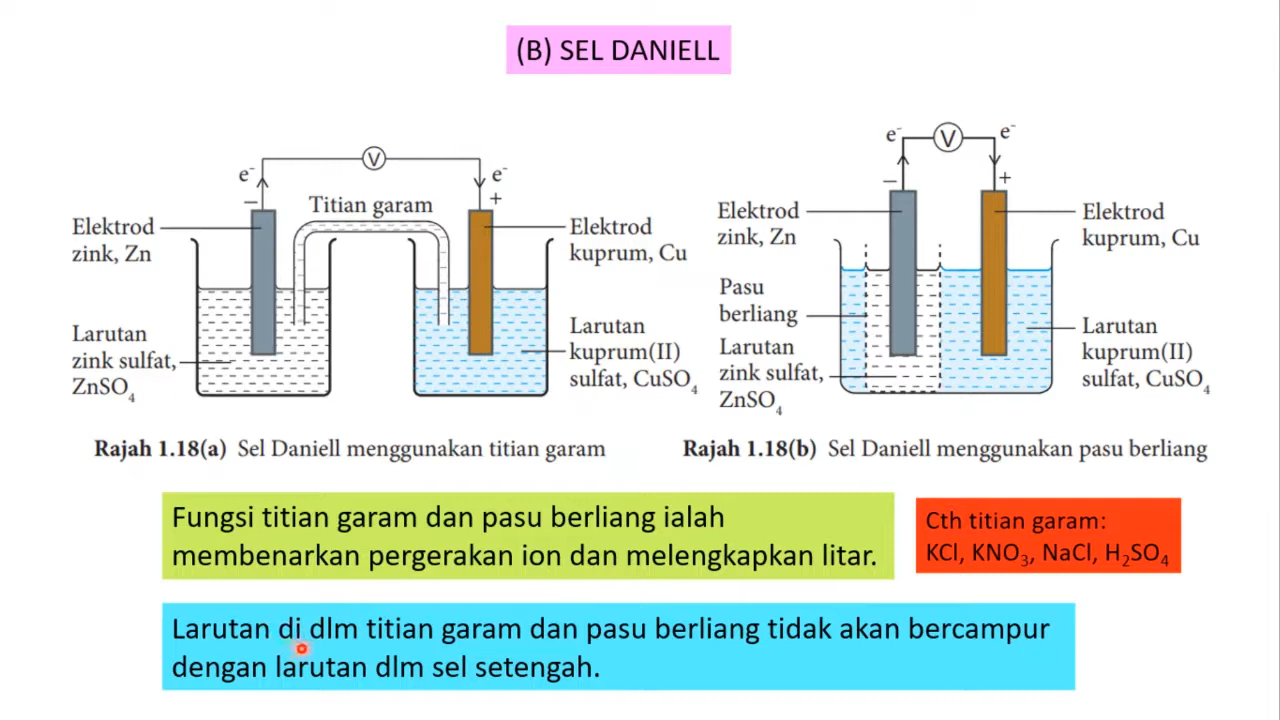 (B) SEL DANIELL
e⁻
V
e⁻
−
+
Titian garam
Elektrod
zink, Zn
Elektrod
kuprum, Cu
Larutan
zink sulfat,
ZnSO₄
Larutan
kuprum(II)
sulfat, CuSO₄
Rajah 1.18(a) Sel Daniell menggunakan titian garam
e⁻
V
e⁻
−
+
Elektrod
zink, Zn
Elektrod
kuprum, Cu
Pasu
berliang
Larutan
zink sulfat,
ZnSO₄
Larutan
kuprum(II)
sulfat, CuSO₄
Rajah 1.18(b) Sel Daniell menggunakan pasu berliang
Fungsi titian garam dan pasu berliang ialah
membenarkan pergerakan ion dan melengkapkan litar.
Cth titian garam:
KCl, KNO₃, NaCl, H₂SO₄
Larutan di dlm titian garam dan pasu berliang tidak akan bercampur
dengan larutan dlm sel setengah.